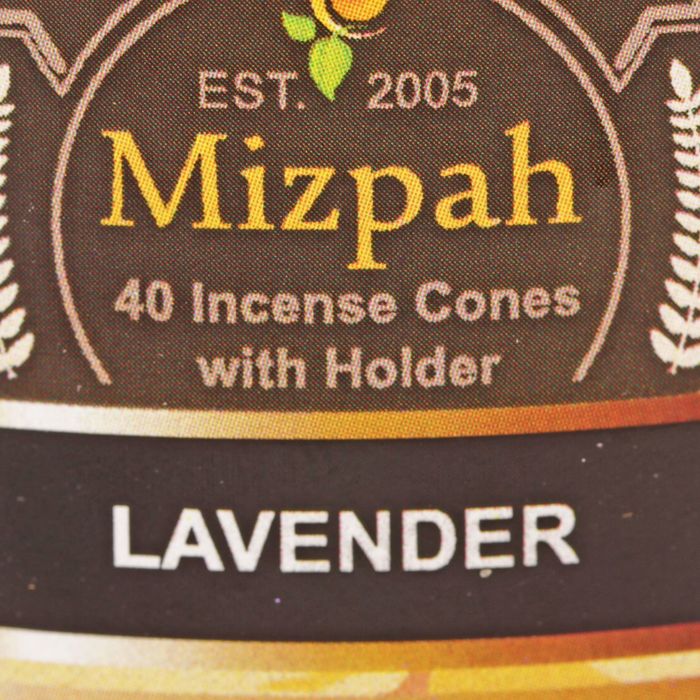 EST. 2005
Mizpah
40 Incense Cones
with Holder
LAVENDER